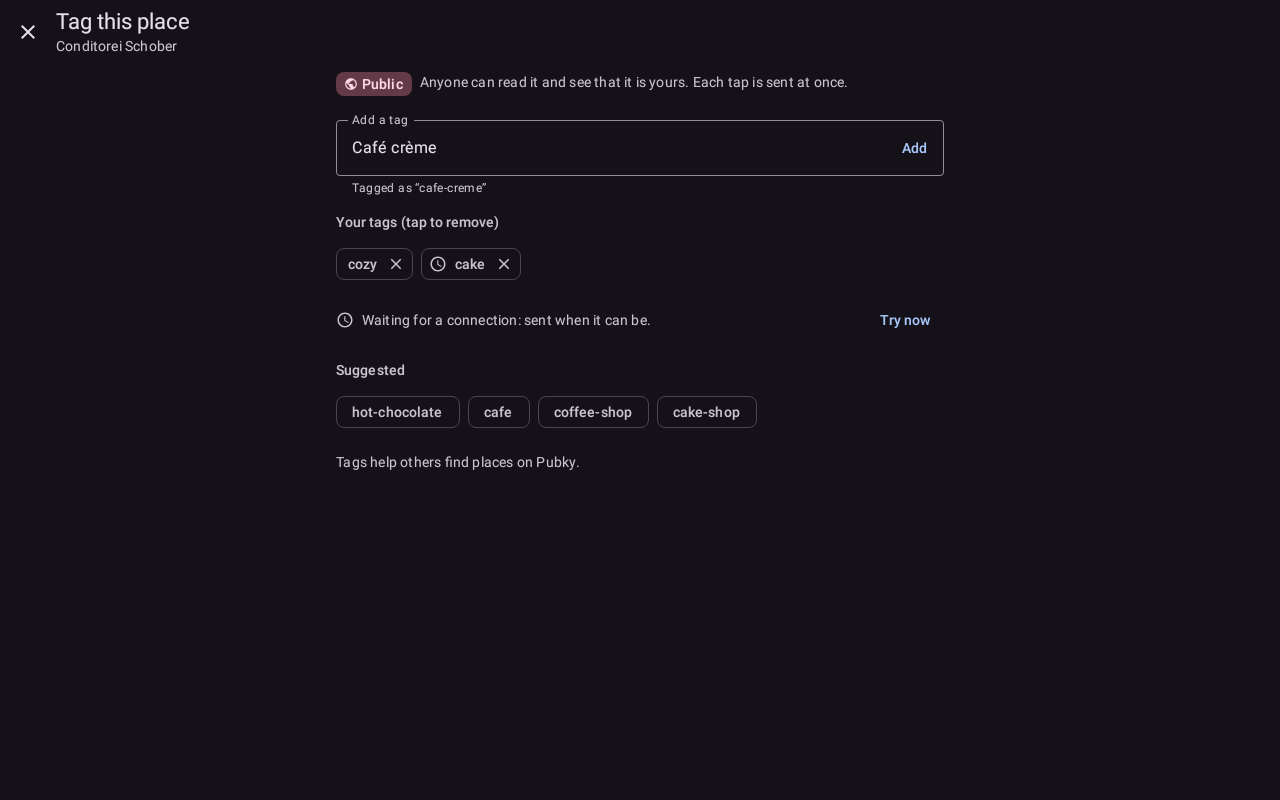 Tag this place
Conditorei Schober
Public Anyone can read it and see that it is yours. Each tap is sent at once.
Add a tag
Café crème Add
Tagged as “cafe-creme”
Your tags (tap to remove)
cozy cake
Waiting for a connection: sent when it can be. Try now
Suggested
hot-chocolate cafe coffee-shop cake-shop
Tags help others find places on Pubky.